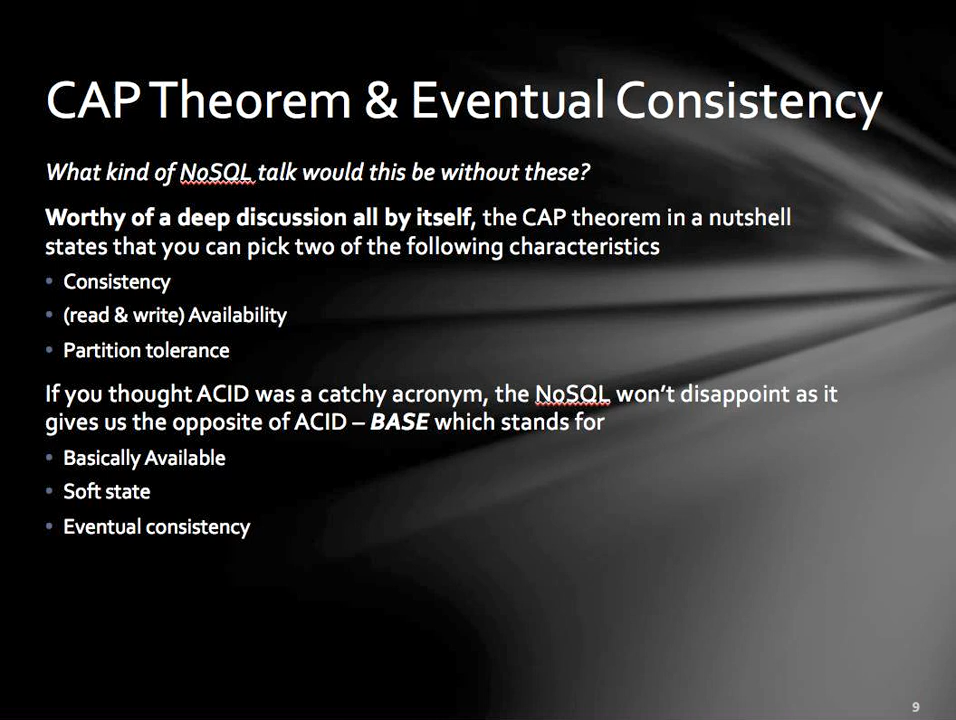 CAP Theorem & Eventual Consistency
What kind of NoSQL talk would this be without these?
Worthy of a deep discussion all by itself, the CAP theorem in a nutshell
states that you can pick two of the following characteristics
• Consistency
• (read & write) Availability
• Partition tolerance
If you thought ACID was a catchy acronym, the NoSQL won't disappoint as it
gives us the opposite of ACID – BASE which stands for
• Basically Available
• Soft state
• Eventual consistency
9